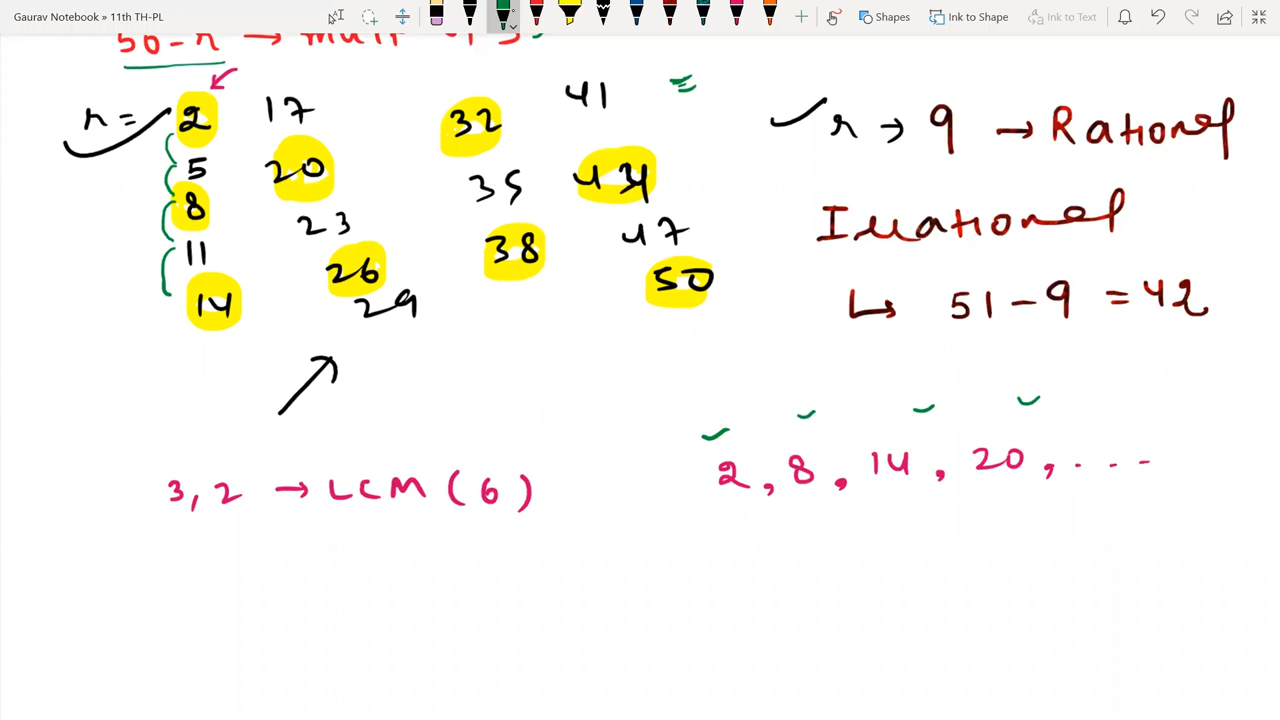 Gaurav Notebook » 11th TH-PL
Shapes Ink to Shape Ink to Text
50-r → mult
r = 2 17 32 41
5 20 35 44
8 23 38 47
11 26 50
14 29
r → 9 → Rational
Irrational
↳ 51 - 9 = 42
3, 2 → LCM (6)
2, 8, 14, 20, . . . - -